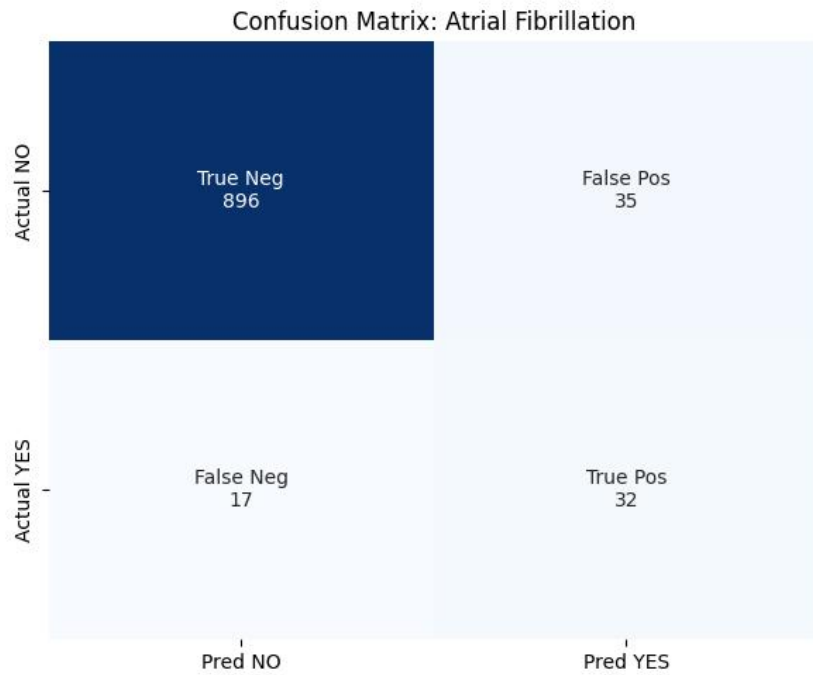 Confusion Matrix: Atrial Fibrillation
Actual NO
True Neg
896
False Pos
35
Actual YES
False Neg
17
True Pos
32
Pred NO
Pred YES